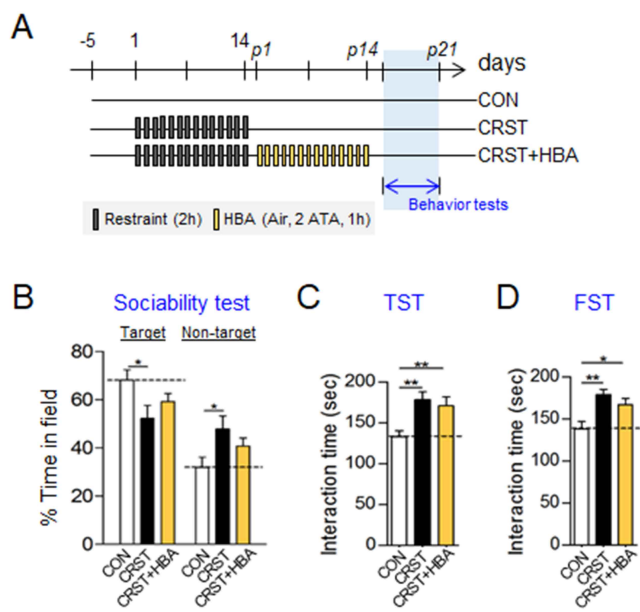 A
-5 1 14 p1 p14 p21 days
CON
CRST
CRST+HBA
Behavior tests
Restraint (2h) HBA (Air, 2 ATA, 1h)
B Sociability test
Target Non-target
% Time in field
80
60
40
20
0
* *
CON CRST CRST+HBA CON CRST CRST+HBA
C TST
Interaction time (sec)
200
150
100
50
0
**
**
CON CRST CRST+HBA
D FST
Interaction time (sec)
200
150
100
50
0
*
**
CON CRST CRST+HBA